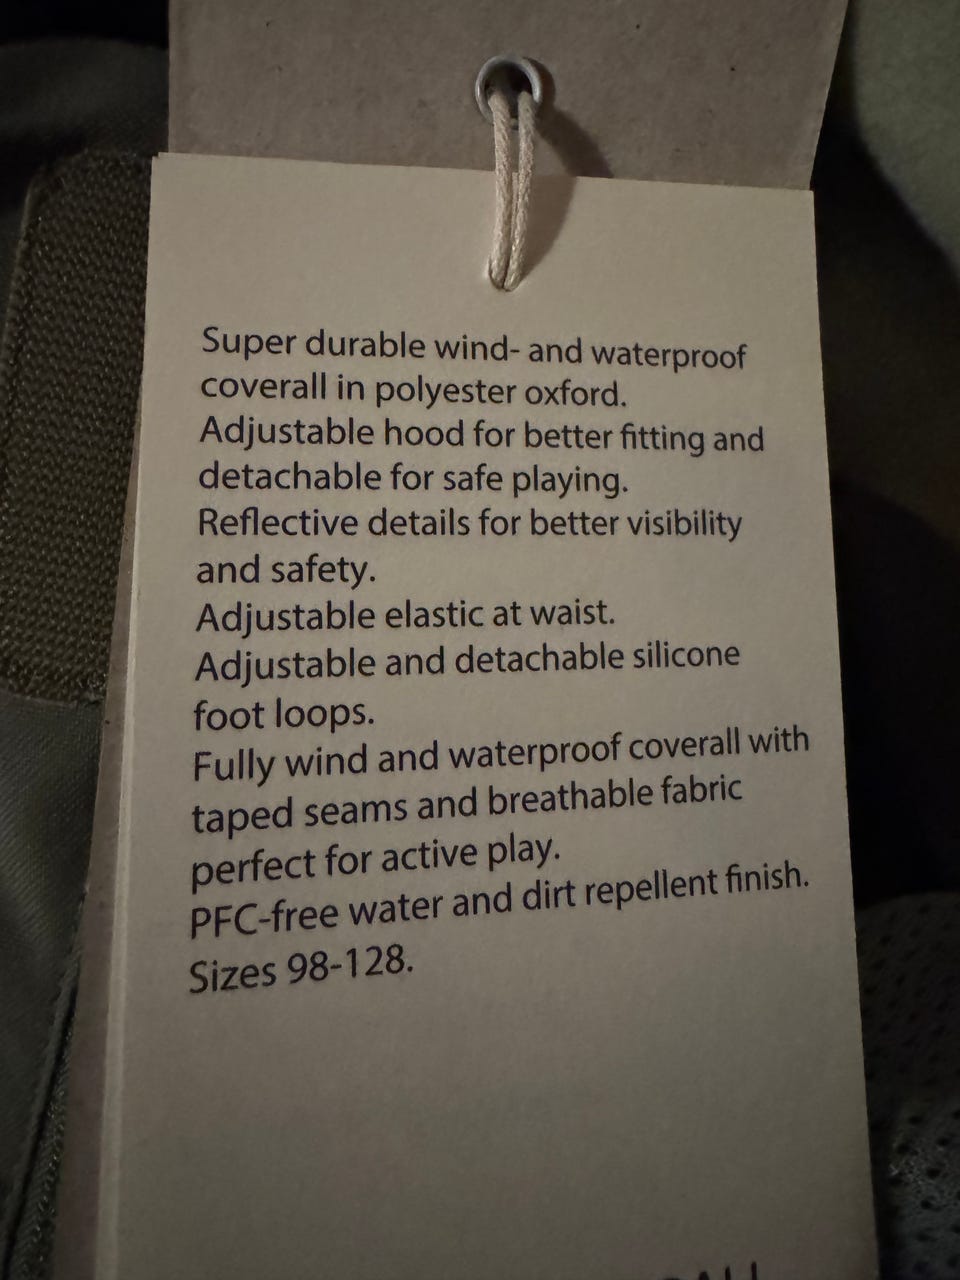 Super durable wind- and waterproof
coverall in polyester oxford.
Adjustable hood for better fitting and
detachable for safe playing.
Reflective details for better visibility
and safety.
Adjustable elastic at waist.
Adjustable and detachable silicone
foot loops.
Fully wind and waterproof coverall with
taped seams and breathable fabric
perfect for active play.
PFC-free water and dirt repellent finish.
Sizes 98-128.